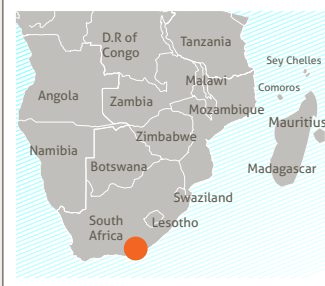 D.R of
Congo
Tanzania
Sey Chelles
Malawi
Comoros
Angola
Zambia
Mozambique
Mauritius
Zimbabwe
Namibia
Botswana
Madagascar
Swaziland
South
Africa
Lesotho